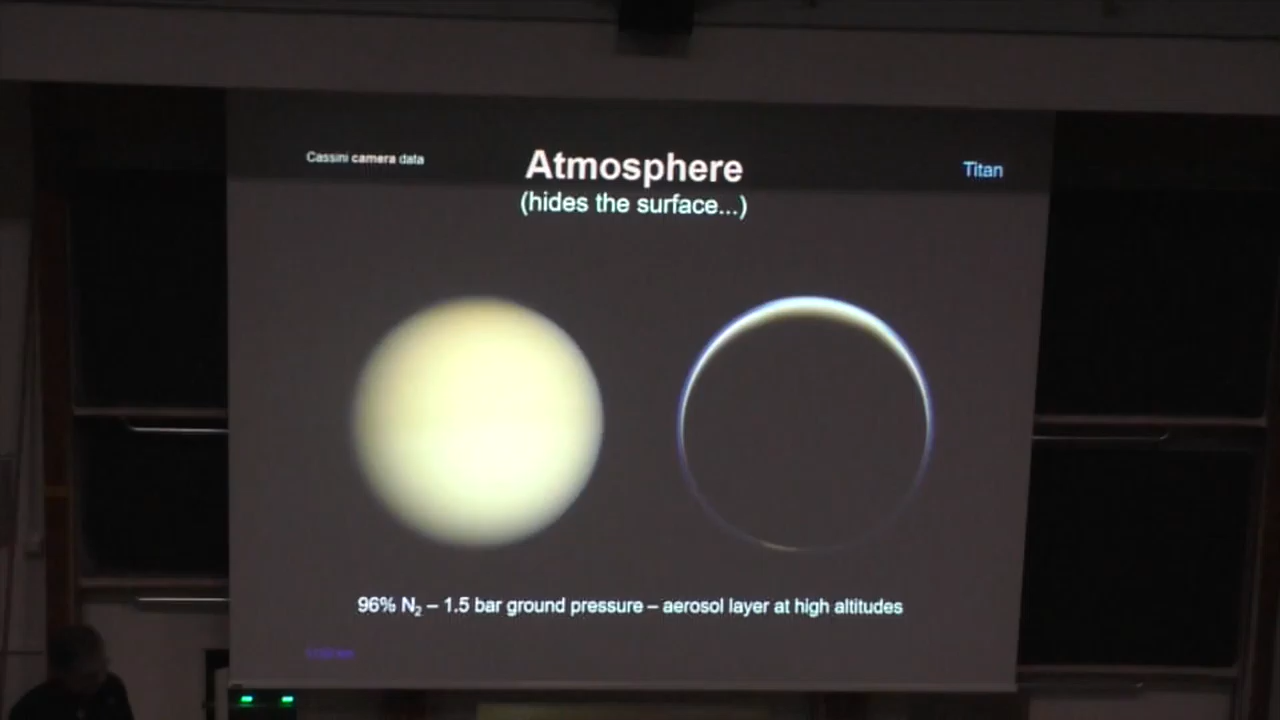 Cassini camera data
Atmosphere
Titan
(hides the surface...)
96% N₂ – 1.5 bar ground pressure – aerosol layer at high altitudes